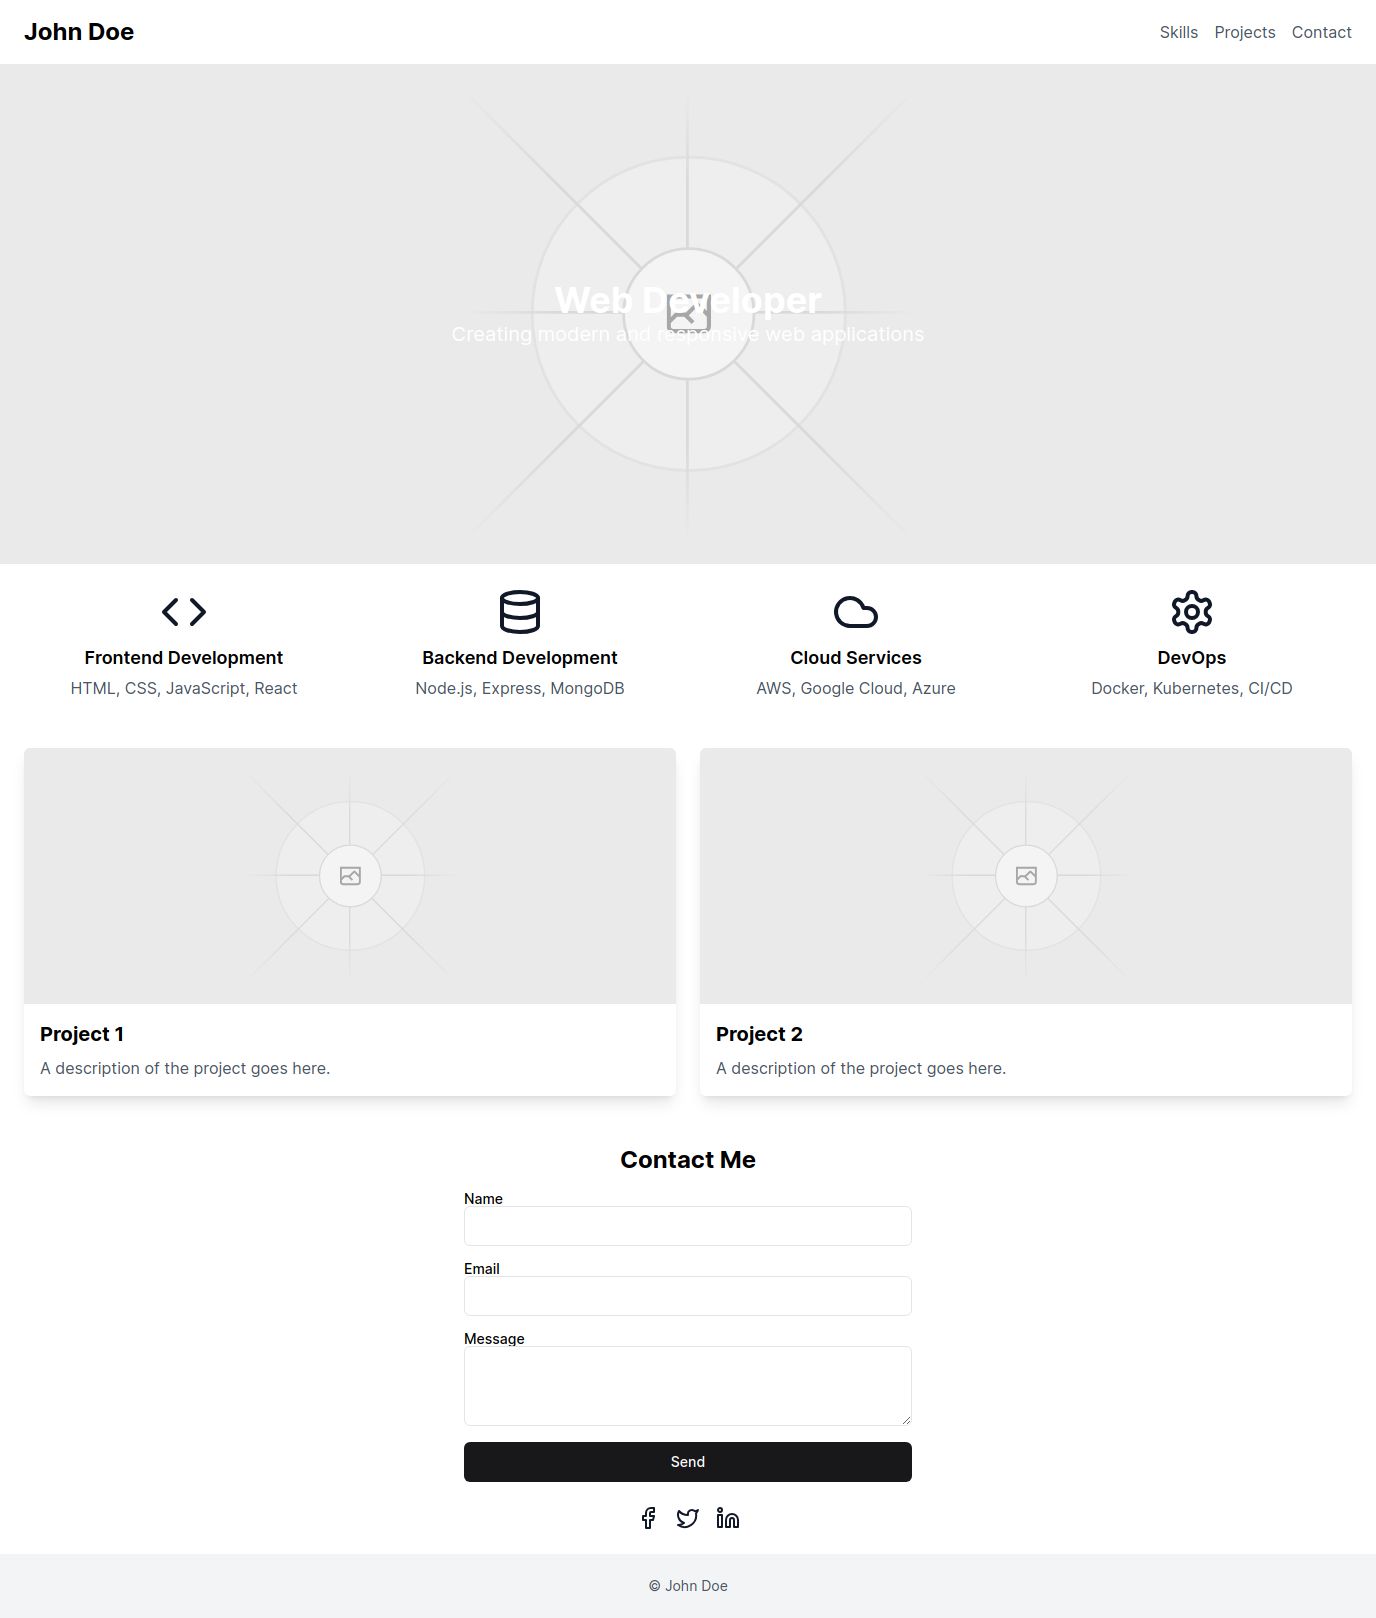 John Doe
Skills Projects Contact
Web Developer
Creating modern and responsive web applications
Frontend Development
HTML, CSS, JavaScript, React
Backend Development
Node.js, Express, MongoDB
Cloud Services
AWS, Google Cloud, Azure
DevOps
Docker, Kubernetes, CI/CD
Project 1
A description of the project goes here.
Project 2
A description of the project goes here.
Contact Me
Name
Email
Message
Send
© John Doe